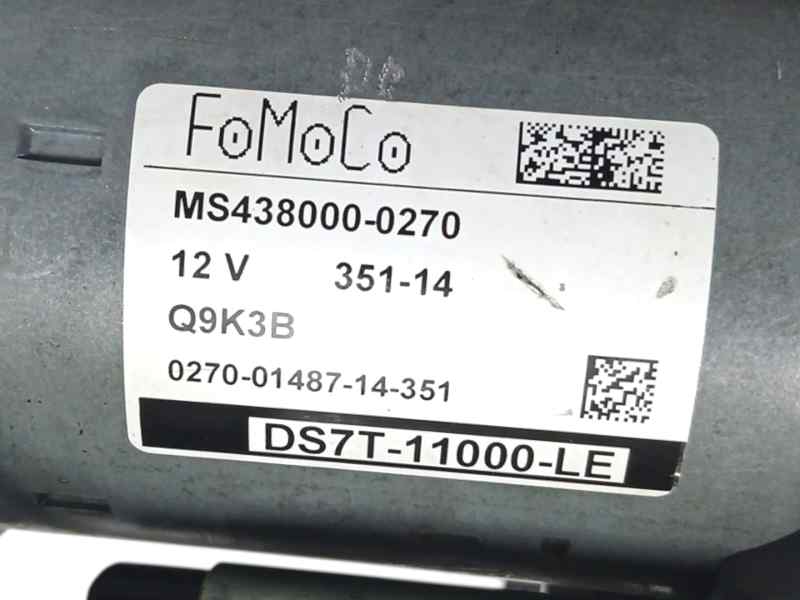 FoMoCo
MS438000-0270
12 V 351-14
Q9K3B
0270-01487-14-351
DS7T-11000-LE